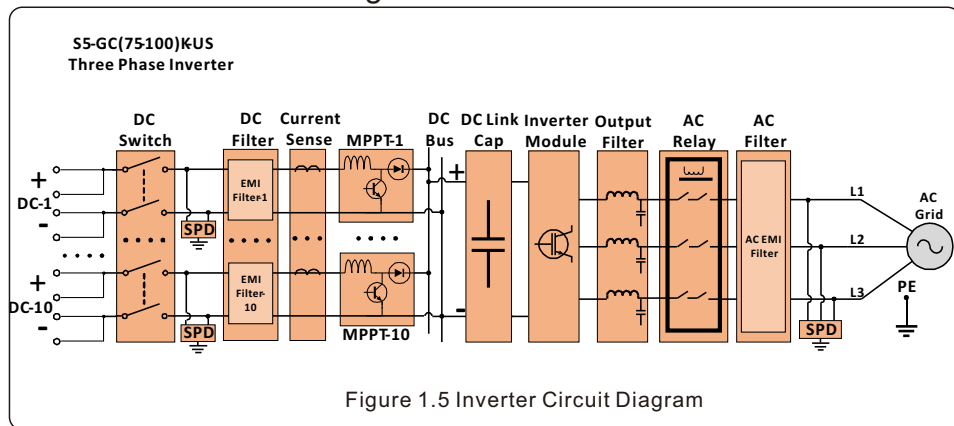 S5-GC(75-100)K-US
Three Phase Inverter
DC Switch
DC Filter
Current Sense
MPPT-1
DC Bus
DC Link Cap
Inverter Module
Output Filter
AC Relay
AC Filter
+
DC-1
-
SPD
EMI Filter-1
+
-
L1
L2
L3
AC Grid
PE
AC EMI Filter
+
DC-10
-
SPD
EMI Filter-10
MPPT-10
SPD
Figure 1.5 Inverter Circuit Diagram